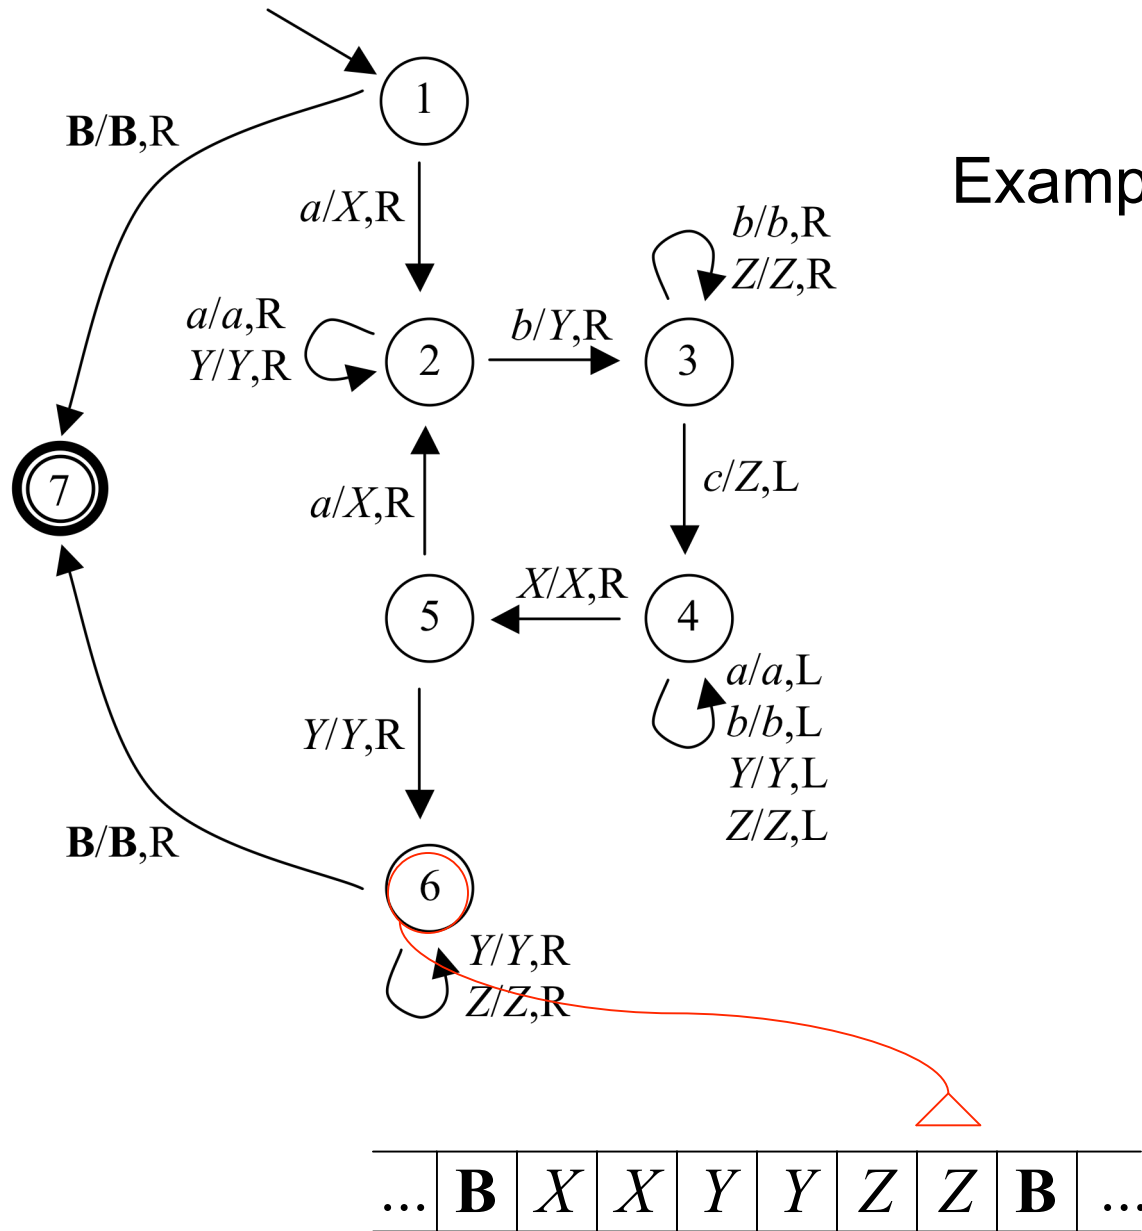 1
B/B,R
Examp
a/X,R
b/b,R
Z/Z,R
a/a,R
Y/Y,R
2
b/Y,R
3
7
a/X,R
c/Z,L
5
X/X,R
4
a/a,L
b/b,L
Y/Y,L
Z/Z,L
Y/Y,R
B/B,R
6
Y/Y,R
Z/Z,R
... B X X Y Y Z Z B ...